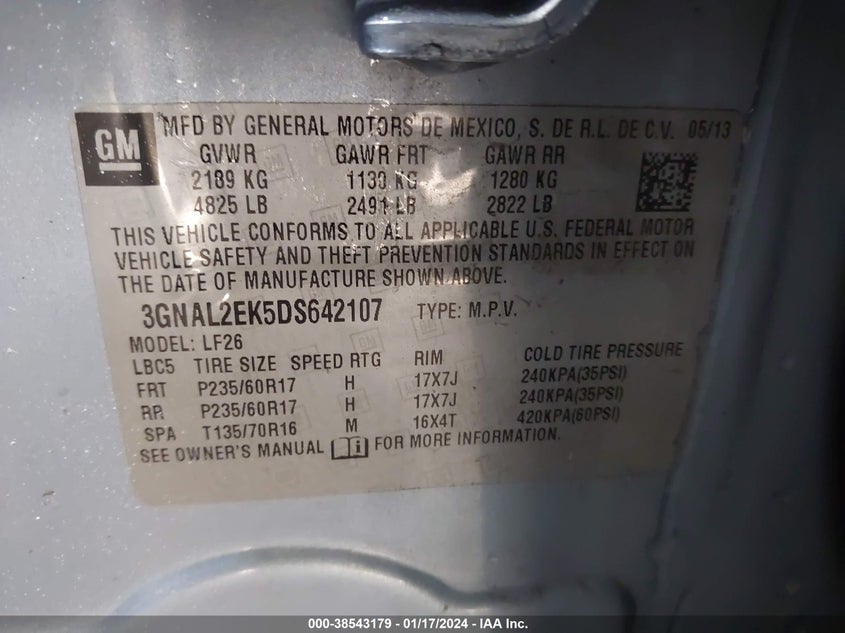 GM
MFD BY GENERAL MOTORS DE MEXICO, S. DE R.L. DE C.V. 05/13
GVWR GAWR FRT GAWR RR
2189 KG 1130 KG 1280 KG
4825 LB 2491 LB 2822 LB
THIS VEHICLE CONFORMS TO ALL APPLICABLE U.S. FEDERAL MOTOR
VEHICLE SAFETY AND THEFT PREVENTION STANDARDS IN EFFECT ON
THE DATE OF MANUFACTURE SHOWN ABOVE.
3GNAL2EK5DS642107 TYPE: M.P.V.
MODEL: LF26
LBC5 TIRE SIZE SPEED RTG RIM COLD TIRE PRESSURE
FRT P235/60R17 H 17X7J 240KPA(35PSI)
RR P235/60R17 H 17X7J 240KPA(35PSI)
SPA T135/70R16 M 16X4T 420KPA(60PSI)
SEE OWNER'S MANUAL FOR MORE INFORMATION.
000-38543179 | 01/17/2024 - IAA Inc.